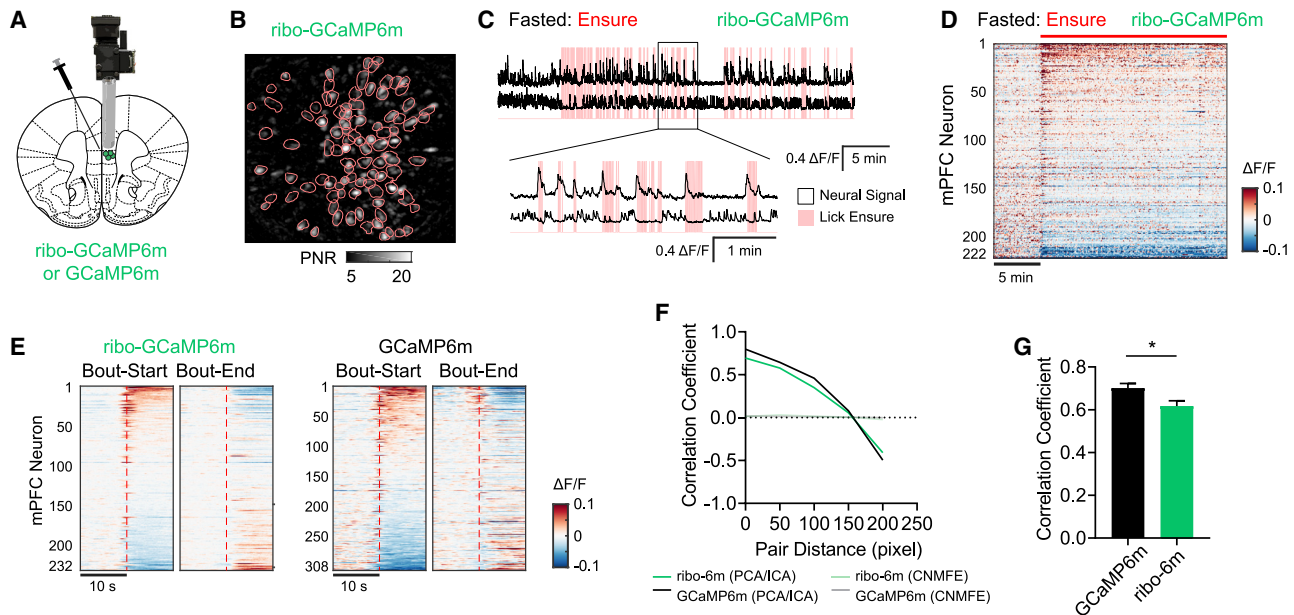 A
ribo-GCaMP6m
or GCaMP6m
B
ribo-GCaMP6m
PNR
5 20
C
Fasted: Ensure ribo-GCaMP6m
0.4 ΔF/F 5 min
Neural Signal
Lick Ensure
0.4 ΔF/F 1 min
D
Fasted: Ensure ribo-GCaMP6m
mPFC Neuron
1
50
100
150
200
222
5 min
ΔF/F
0.1
0
-0.1
E
ribo-GCaMP6m
Bout-Start Bout-End
mPFC Neuron
1
50
100
150
200
232
10 s
GCaMP6m
Bout-Start Bout-End
1
50
100
150
200
250
308
10 s
ΔF/F
0.1
0
-0.1
F
Correlation Coefficient
1.0
0.5
0.0
-0.5
1.0
0 50 100 150 200 250
Pair Distance (pixel)
ribo-6m (PCA/ICA) ribo-6m (CNMFE)
GCaMP6m (PCA/ICA) GCaMP6m (CNMFE)
G
Correlation Coefficient
*
0.8
0.6
0.4
0.2
0.0
GCaMP6m
ribo-6m